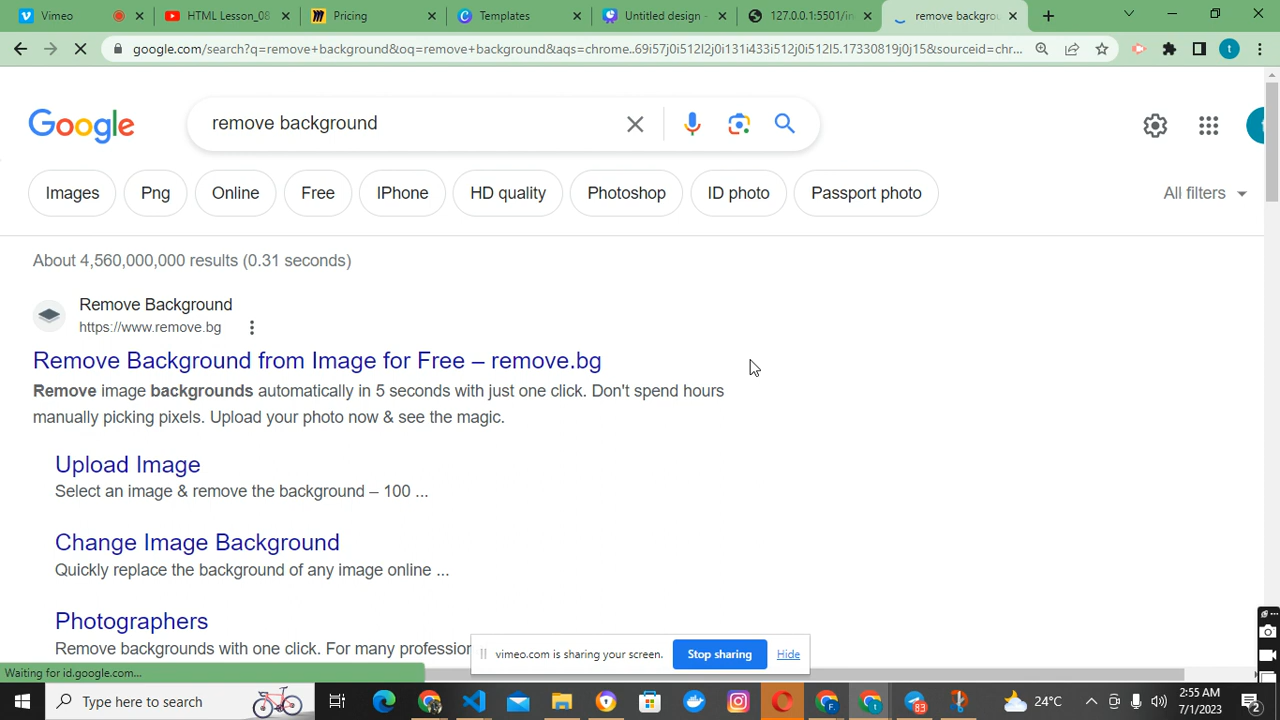 Vimeo
HTML Lesson_08
Pricing
Templates
Untitled design -
127.0.0.1:5501/in
remove backgrou
google.com/search?q=remove+background&oq=remove+background&aqs=chrome..69i57j0i512l2j0i131i433i512j0i512l5.17330819j0j15&sourceid=chr...
t
Google
remove background
Images
Png
Online
Free
IPhone
HD quality
Photoshop
ID photo
Passport photo
All filters
About 4,560,000,000 results (0.31 seconds)
Remove Background
https://www.remove.bg
Remove Background from Image for Free – remove.bg
Remove image backgrounds automatically in 5 seconds with just one click. Don't spend hours
manually picking pixels. Upload your photo now & see the magic.
Upload Image
Select an image & remove the background – 100 ...
Change Image Background
Quickly replace the background of any image online ...
Photographers
Remove backgrounds with one click. For many profession
vimeo.com is sharing your screen.
Stop sharing
Hide
Waiting for id.google.com...
Type here to search
83
24°C
2:55 AM
7/1/2023
2